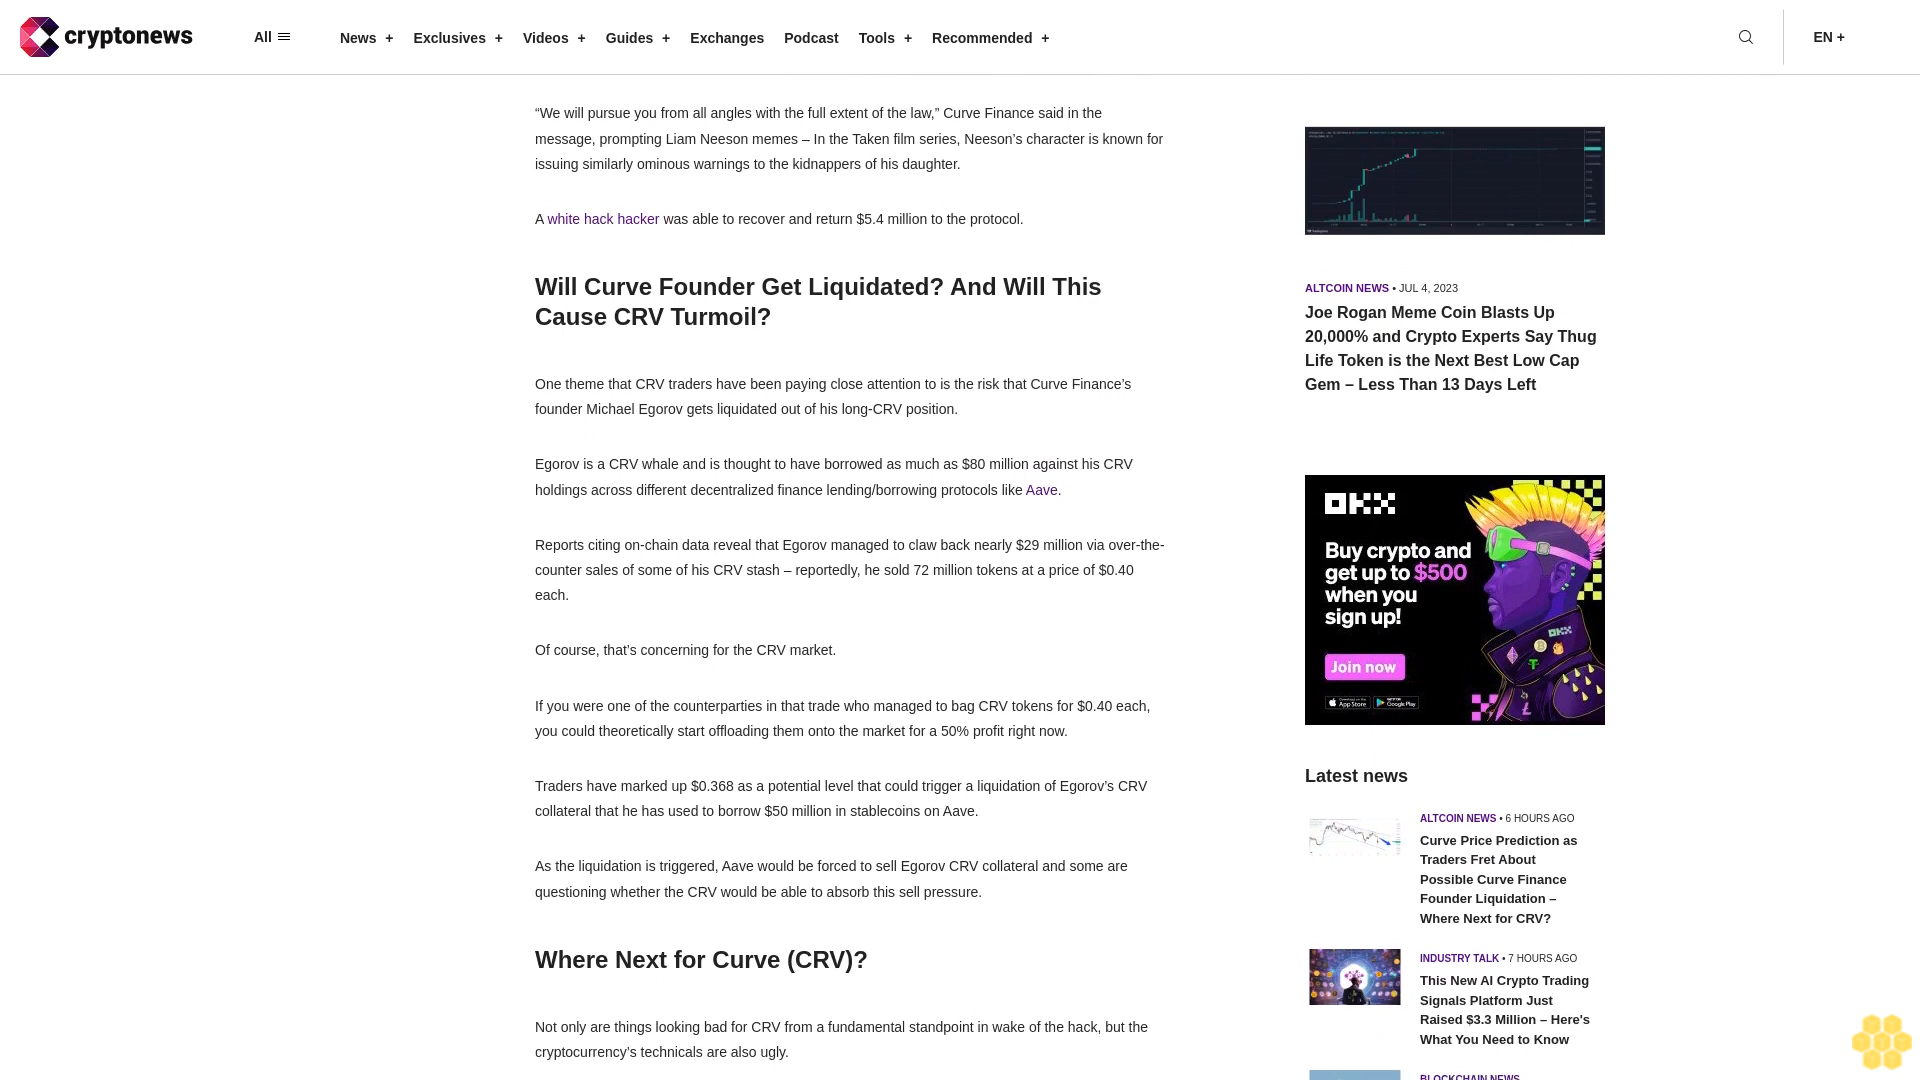 cryptonews
All
News +
Exclusives +
Videos +
Guides +
Exchanges
Podcast
Tools +
Recommended +
EN +
“We will pursue you from all angles with the full extent of the law,” Curve Finance said in the
message, prompting Liam Neeson memes – In the Taken film series, Neeson’s character is known for
issuing similarly ominous warnings to the kidnappers of his daughter.
A white hack hacker was able to recover and return $5.4 million to the protocol.
Will Curve Founder Get Liquidated? And Will This
Cause CRV Turmoil?
One theme that CRV traders have been paying close attention to is the risk that Curve Finance’s
founder Michael Egorov gets liquidated out of his long-CRV position.
Egorov is a CRV whale and is thought to have borrowed as much as $80 million against his CRV
holdings across different decentralized finance lending/borrowing protocols like Aave.
Reports citing on-chain data reveal that Egorov managed to claw back nearly $29 million via over-the-
counter sales of some of his CRV stash – reportedly, he sold 72 million tokens at a price of $0.40
each.
Of course, that’s concerning for the CRV market.
If you were one of the counterparties in that trade who managed to bag CRV tokens for $0.40 each,
you could theoretically start offloading them onto the market for a 50% profit right now.
Traders have marked up $0.368 as a potential level that could trigger a liquidation of Egorov’s CRV
collateral that he has used to borrow $50 million in stablecoins on Aave.
As the liquidation is triggered, Aave would be forced to sell Egorov CRV collateral and some are
questioning whether the CRV would be able to absorb this sell pressure.
Where Next for Curve (CRV)?
Not only are things looking bad for CRV from a fundamental standpoint in wake of the hack, but the
cryptocurrency’s technicals are also ugly.
ALTCOIN NEWS • JUL 4, 2023
Joe Rogan Meme Coin Blasts Up
20,000% and Crypto Experts Say Thug
Life Token is the Next Best Low Cap
Gem – Less Than 13 Days Left
OKX
Buy crypto and
get up to $500
when you
sign up!
Join now
App Store
Google Play
OKX
Latest news
ALTCOIN NEWS • 6 HOURS AGO
Curve Price Prediction as
Traders Fret About
Possible Curve Finance
Founder Liquidation –
Where Next for CRV?
INDUSTRY TALK • 7 HOURS AGO
This New AI Crypto Trading
Signals Platform Just
Raised $3.3 Million – Here's
What You Need to Know
BLOCKCHAIN NEWS